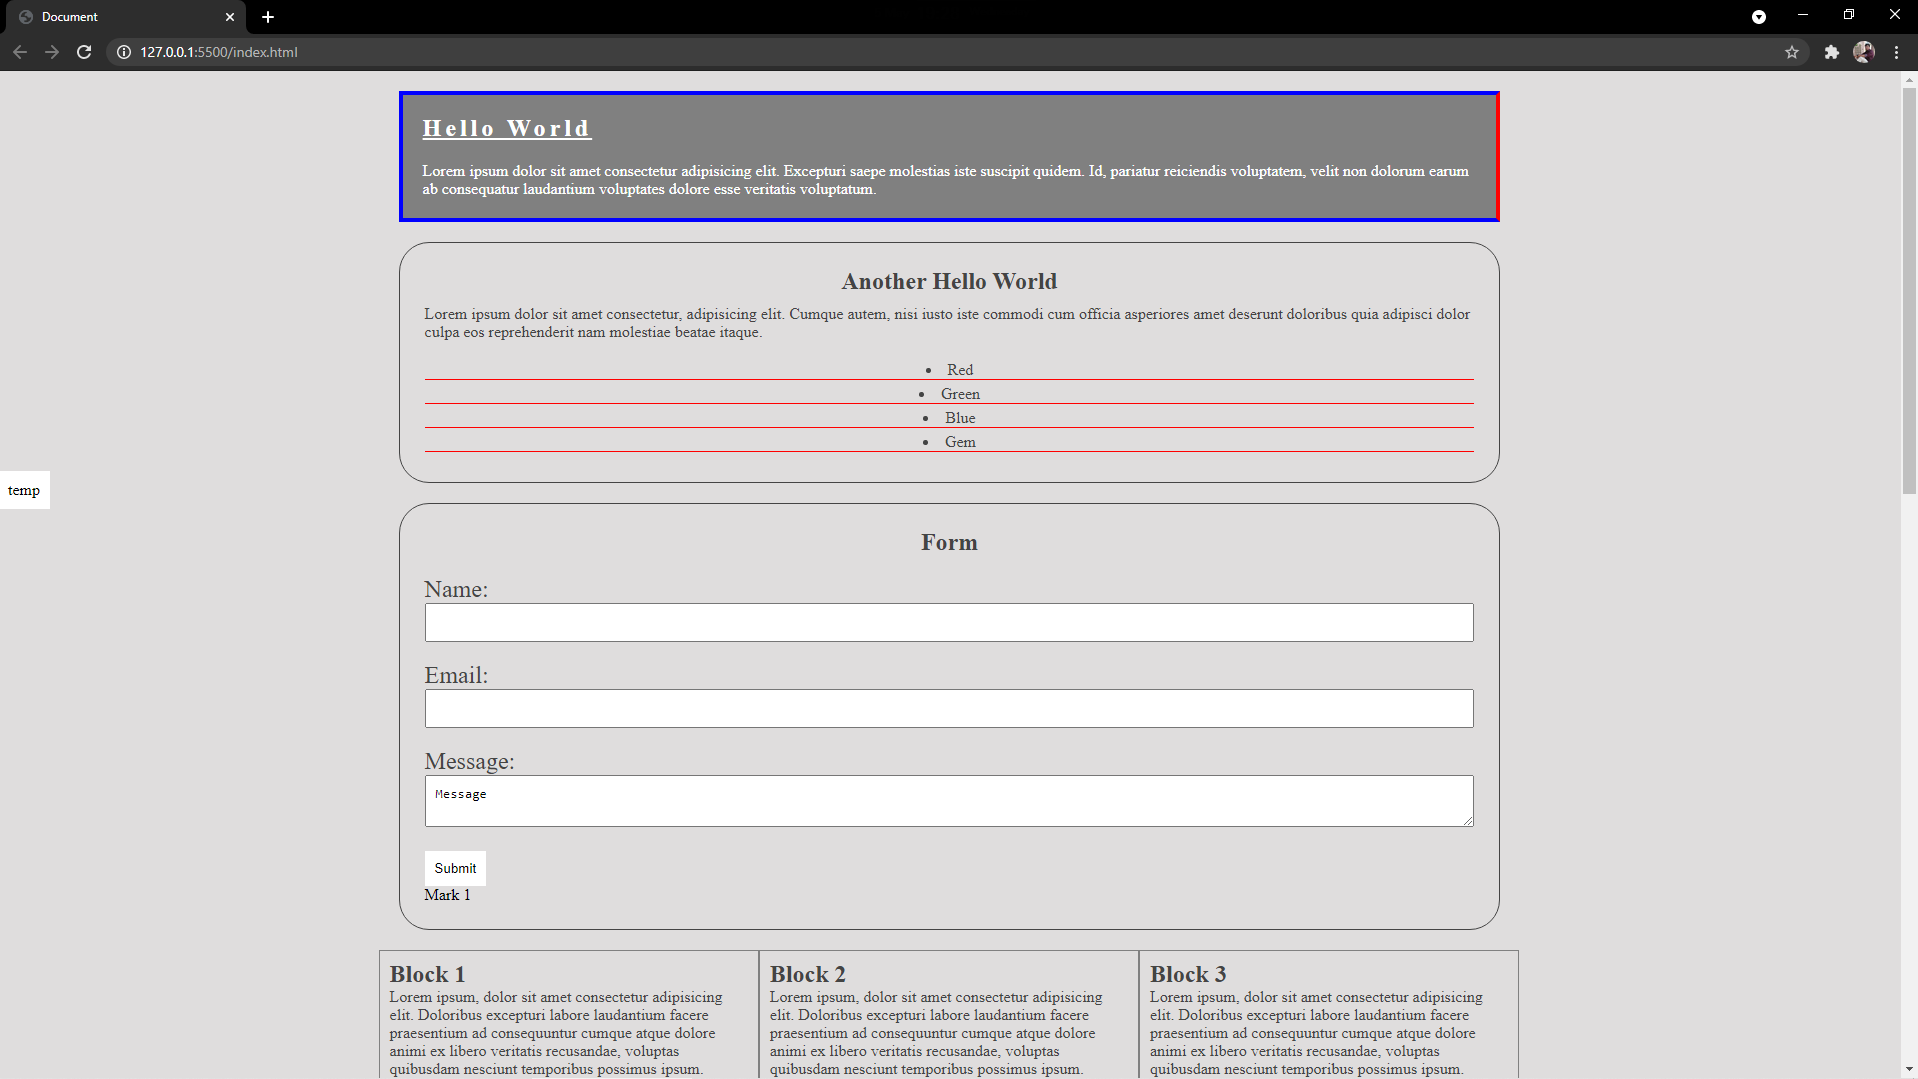 Document
127.0.0.1:5500/index.html
Hello World
Lorem ipsum dolor sit amet consectetur adipisicing elit. Excepturi saepe molestias iste suscipit quidem. Id, pariatur reiciendis voluptatem, velit non dolorum earum
ab consequatur laudantium voluptates dolore esse veritatis voluptatum.
Another Hello World
Lorem ipsum dolor sit amet consectetur, adipisicing elit. Cumque autem, nisi iusto iste commodi cum officia asperiores amet deserunt doloribus quia adipisci dolor
culpa eos reprehenderit nam molestiae beatae itaque.
• Red
• Green
• Blue
• Gem
temp
Form
Name:
Email:
Message:
Message
Submit
Mark 1
Block 1
Lorem ipsum, dolor sit amet consectetur adipisicing
elit. Doloribus excepturi labore laudantium facere
praesentium ad consequuntur cumque atque dolore
animi ex libero veritatis recusandae, voluptas
quibusdam nesciunt temporibus possimus ipsum.
Block 2
Lorem ipsum, dolor sit amet consectetur adipisicing
elit. Doloribus excepturi labore laudantium facere
praesentium ad consequuntur cumque atque dolore
animi ex libero veritatis recusandae, voluptas
quibusdam nesciunt temporibus possimus ipsum.
Block 3
Lorem ipsum, dolor sit amet consectetur adipisicing
elit. Doloribus excepturi labore laudantium facere
praesentium ad consequuntur cumque atque dolore
animi ex libero veritatis recusandae, voluptas
quibusdam nesciunt temporibus possimus ipsum.